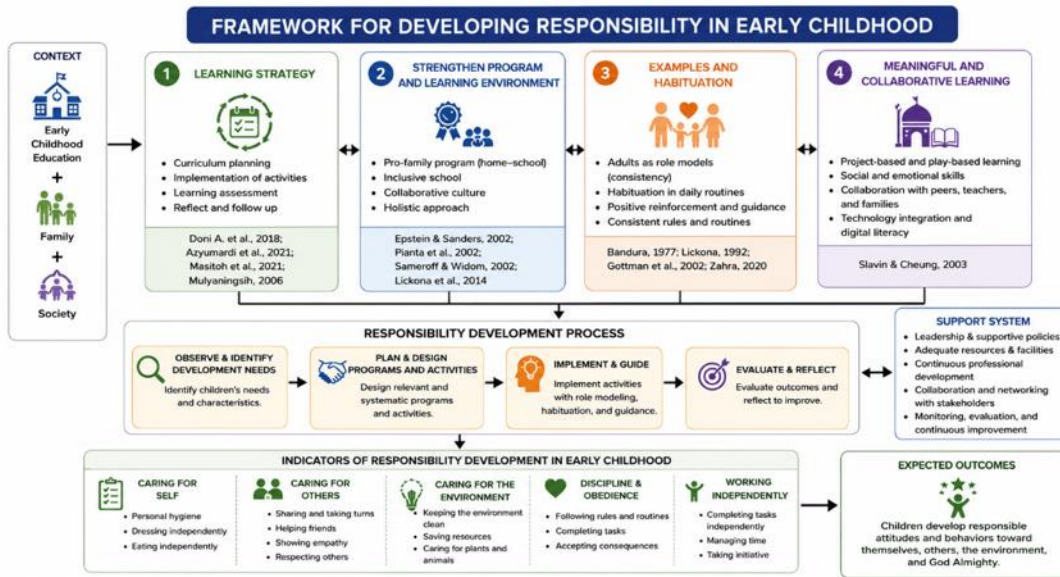 FRAMEWORK FOR DEVELOPING RESPONSIBILITY IN EARLY CHILDHOOD
CONTEXT
Early
Childhood
Education
+
Family
+
Society
1
LEARNING STRATEGY
• Curriculum planning
• Implementation of activities
• Learning assessment
• Reflect and follow up
Doni A. et al., 2018;
Azyumardi et al., 2021;
Masitoh et al., 2021;
Mulyaningsih, 2006
2
STRENGTHEN PROGRAM
AND LEARNING ENVIRONMENT
• Pro-family program (home–school)
• Inclusive school
• Collaborative culture
• Holistic approach
Epstein & Sanders, 2002;
Pianta et al., 2002;
Sameroff & Widom, 2002;
Lickona et al., 2014
3
EXAMPLES AND
HABITUATION
• Adults as role models
(consistency)
• Habituation in daily routines
• Positive reinforcement and guidance
• Consistent rules and routines
Bandura, 1977; Lickona, 1992;
Gottman et al., 2002; Zahra, 2020
4
MEANINGFUL AND
COLLABORATIVE LEARNING
• Project-based and play-based learning
• Social and emotional skills
• Collaboration with peers, teachers,
and families
• Technology integration and
digital literacy
Slavin & Cheung, 2003
RESPONSIBILITY DEVELOPMENT PROCESS
OBSERVE & IDENTIFY
DEVELOPMENT NEEDS
Identify children's needs
and characteristics.
PLAN & DESIGN
PROGRAMS AND ACTIVITIES
Design relevant and
systematic programs
and activities.
IMPLEMENT & GUIDE
Implement activities
with role modeling,
habituation, and guidance.
EVALUATE & REFLECT
Evaluate outcomes and
reflect to improve.
SUPPORT SYSTEM
• Leadership & supportive policies
• Adequate resources & facilities
• Continuous professional
development
• Collaboration and networking
with stakeholders
• Monitoring, evaluation, and
continuous improvement
INDICATORS OF RESPONSIBILITY DEVELOPMENT IN EARLY CHILDHOOD
CARING FOR
SELF
• Personal hygiene
• Dressing independently
• Eating independently
CARING FOR
OTHERS
• Sharing and taking turns
• Helping friends
• Showing empathy
• Respecting others
CARING FOR THE
ENVIRONMENT
• Keeping the environment
clean
• Saving resources
• Caring for plants and
animals
DISCIPLINE &
OBEDIENCE
• Following rules and routines
• Completing tasks
• Accepting consequences
WORKING
INDEPENDENTLY
• Completing tasks
independently
• Managing time
• Taking initiative
EXPECTED OUTCOMES
Children develop responsible
attitudes and behaviors toward
themselves, others, the environment,
and God Almighty.